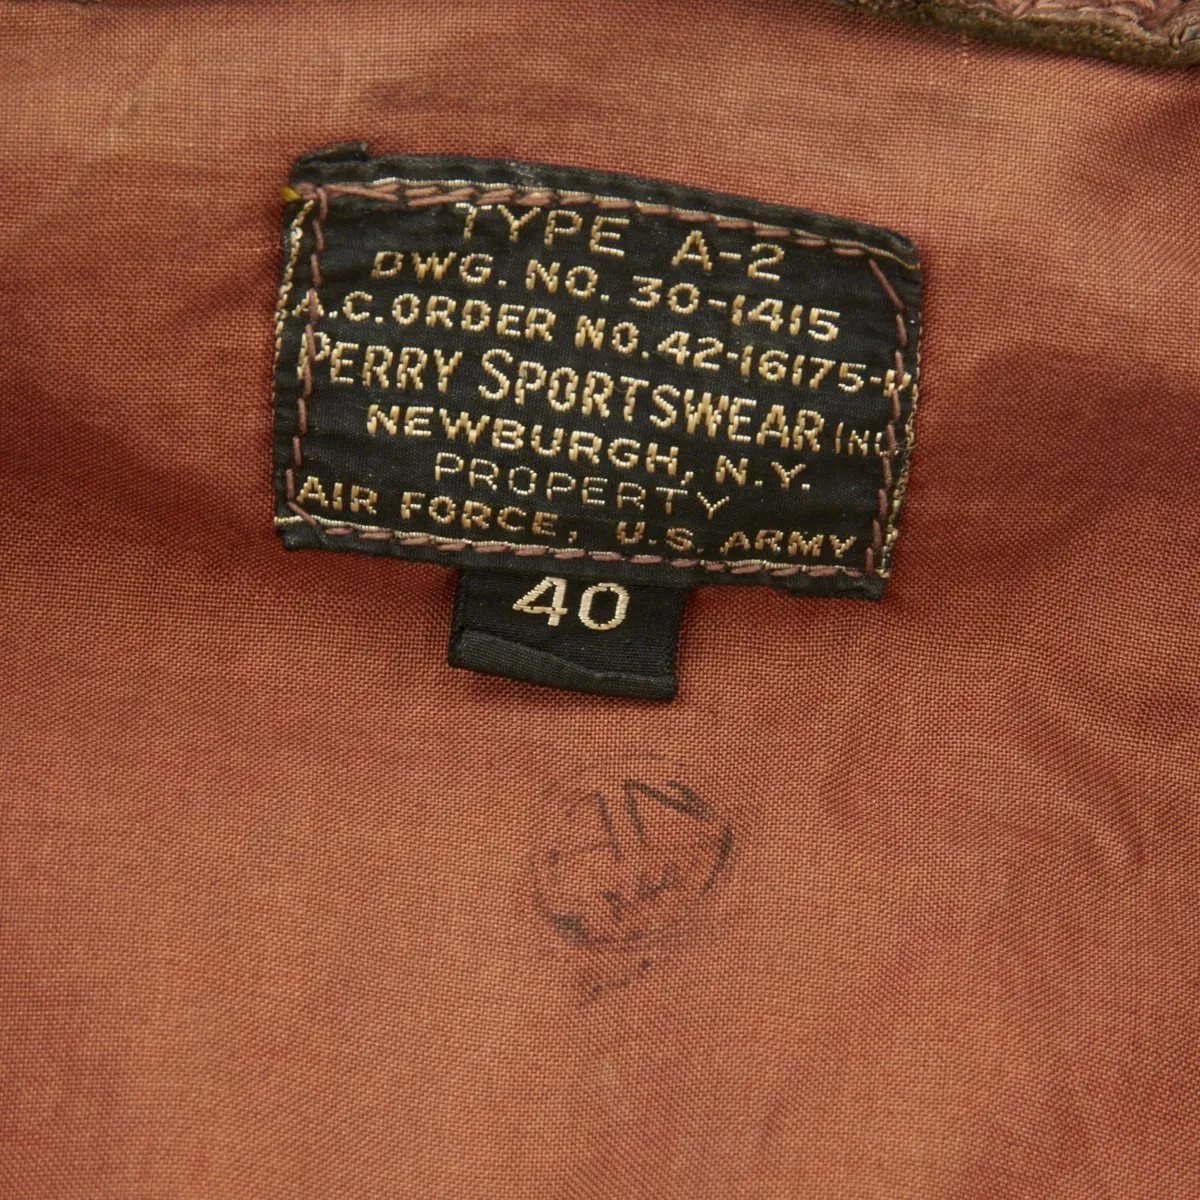 TYPE A-2
DWG. NO. 30-1415
A.C. ORDER NO. 42-16175-P
PERRY SPORTSWEAR INC
NEWBURGH, N.Y.
PROPERTY
AIR FORCE, U.S. ARMY
40